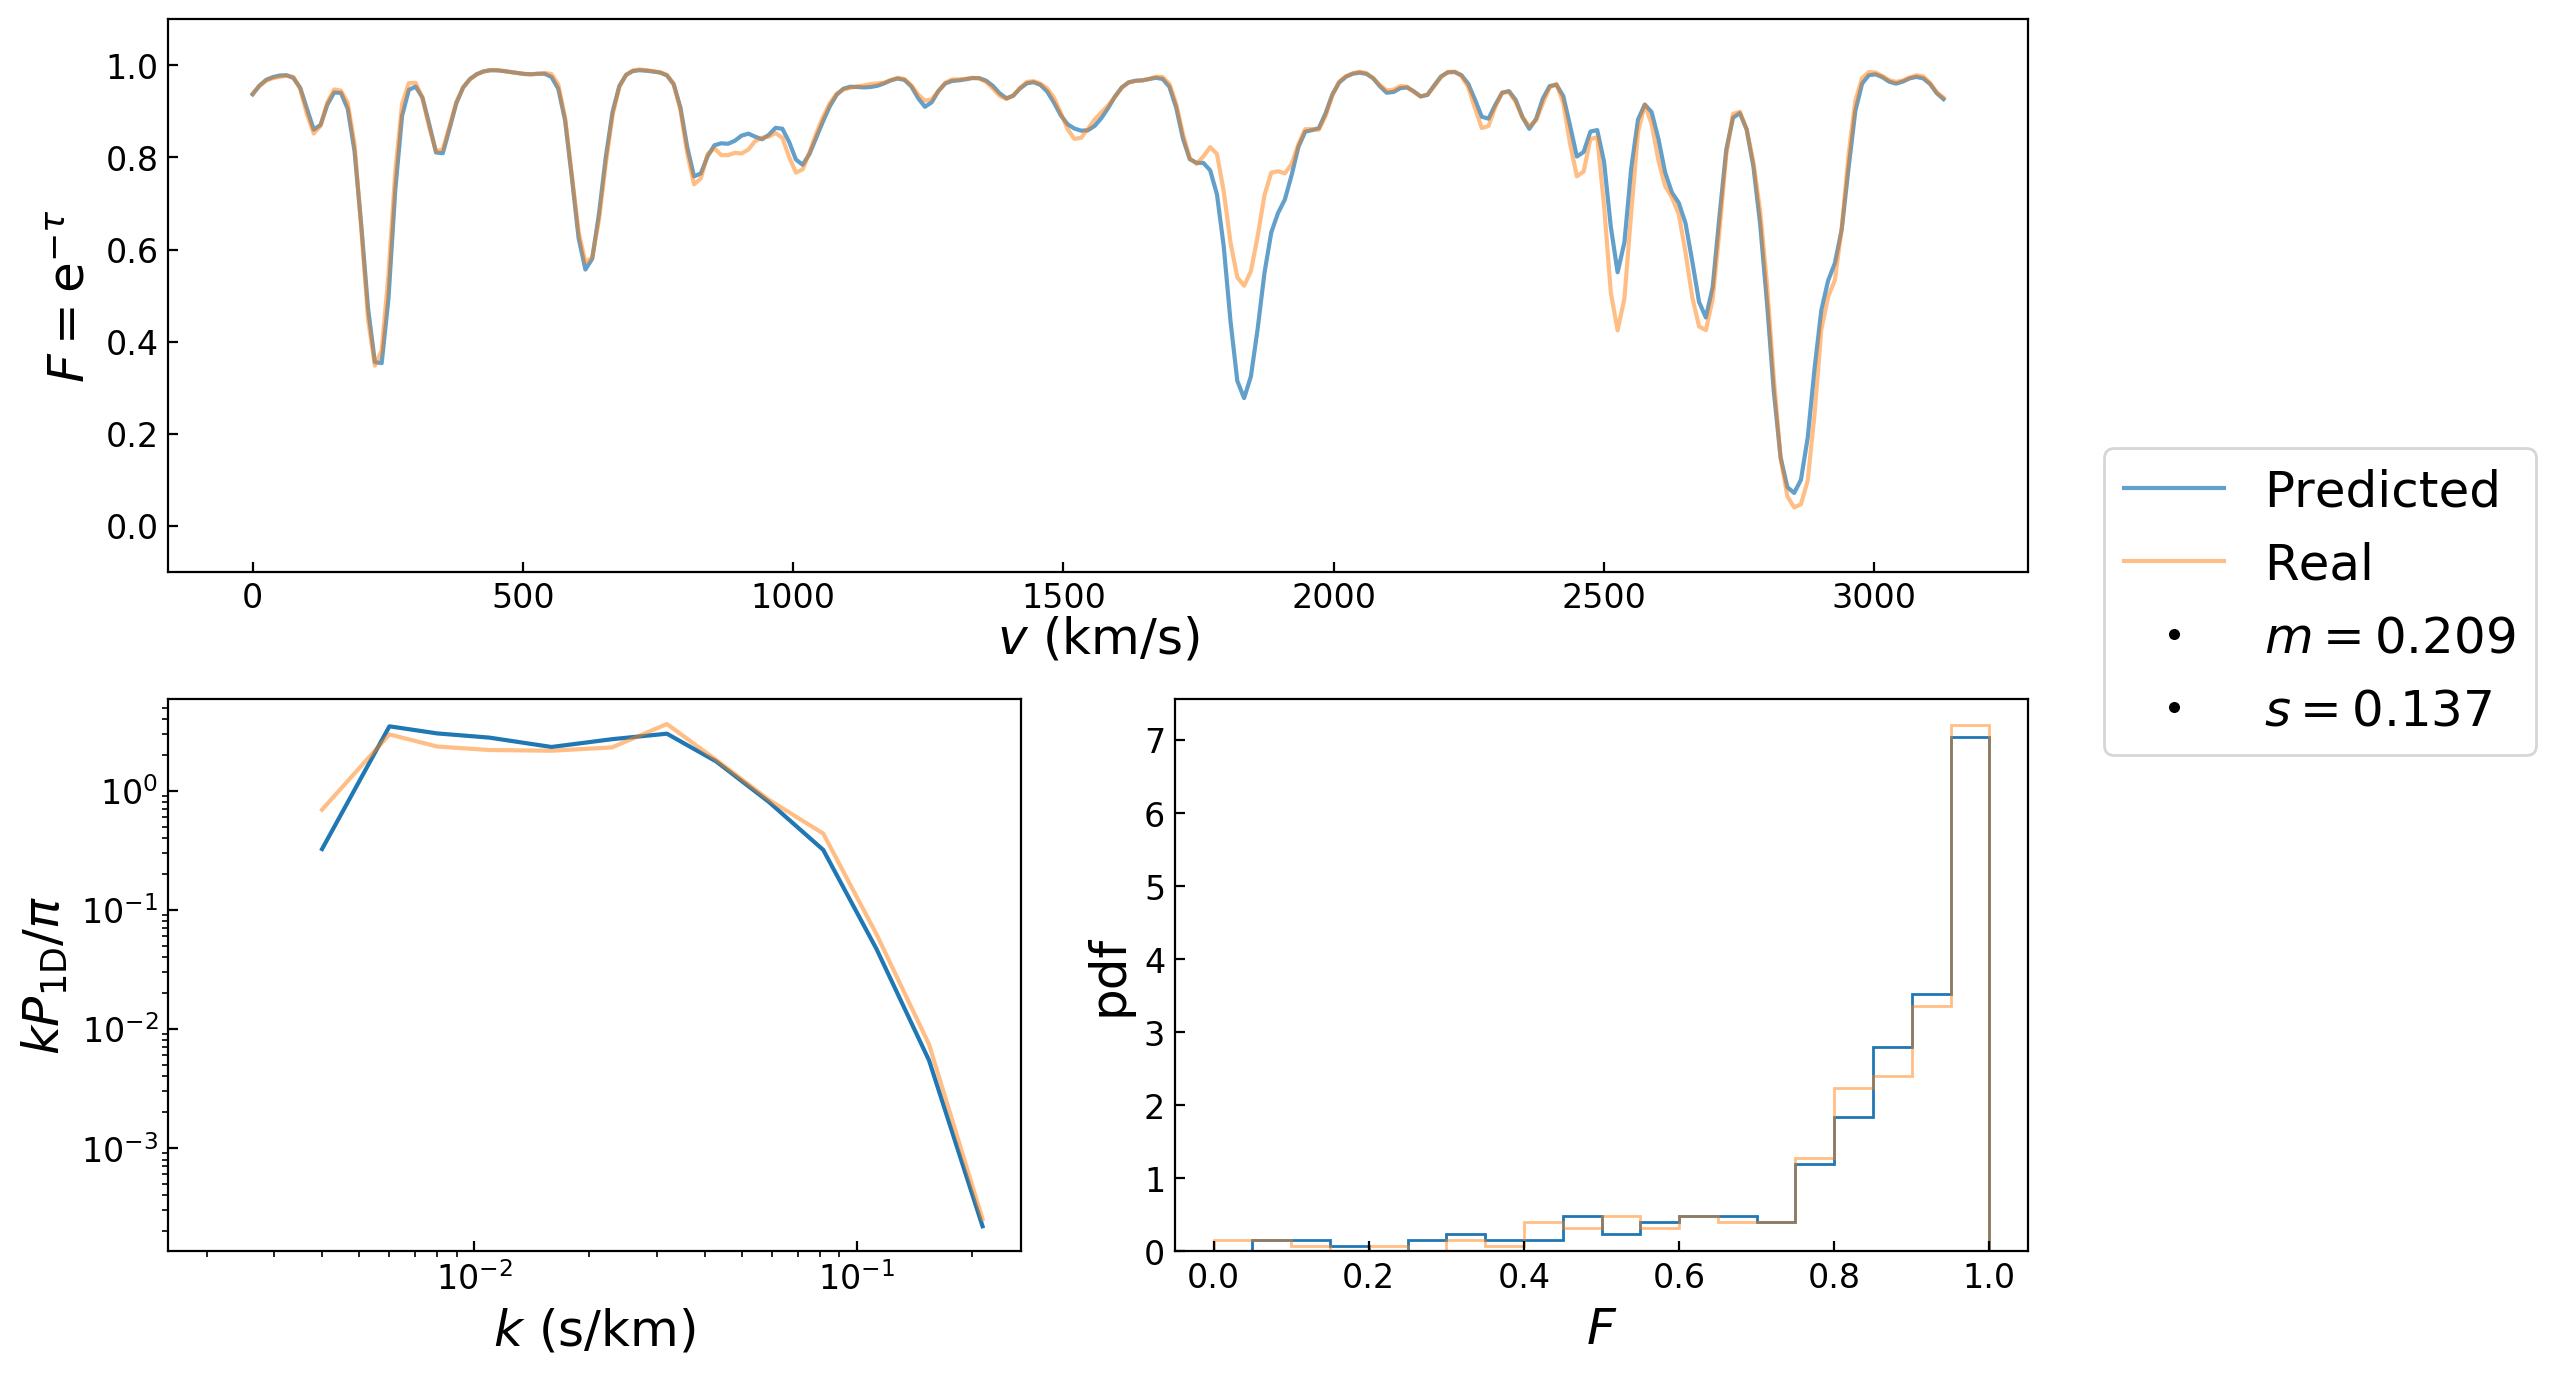 1.0
0.8
0.6
0.4
0.2
0.0
F = e^{−τ}
0 500 1000 1500 2000 2500 3000
v (km/s)
Predicted
Real
m = 0.209
s = 0.137
10^0
10^{−1}
10^{−2}
10^{−3}
kP_{1D}/π
10^{−2} 10^{−1}
k (s/km)
7
6
5
4
3
2
1
0
pdf
0.0 0.2 0.4 0.6 0.8 1.0
F